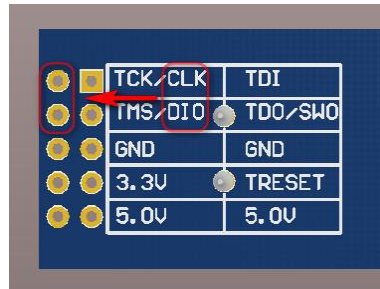 TCK/CLK TDI
TMS/DIO TDO/SWO
GND GND
3.3V TRESET
5.0V 5.0V